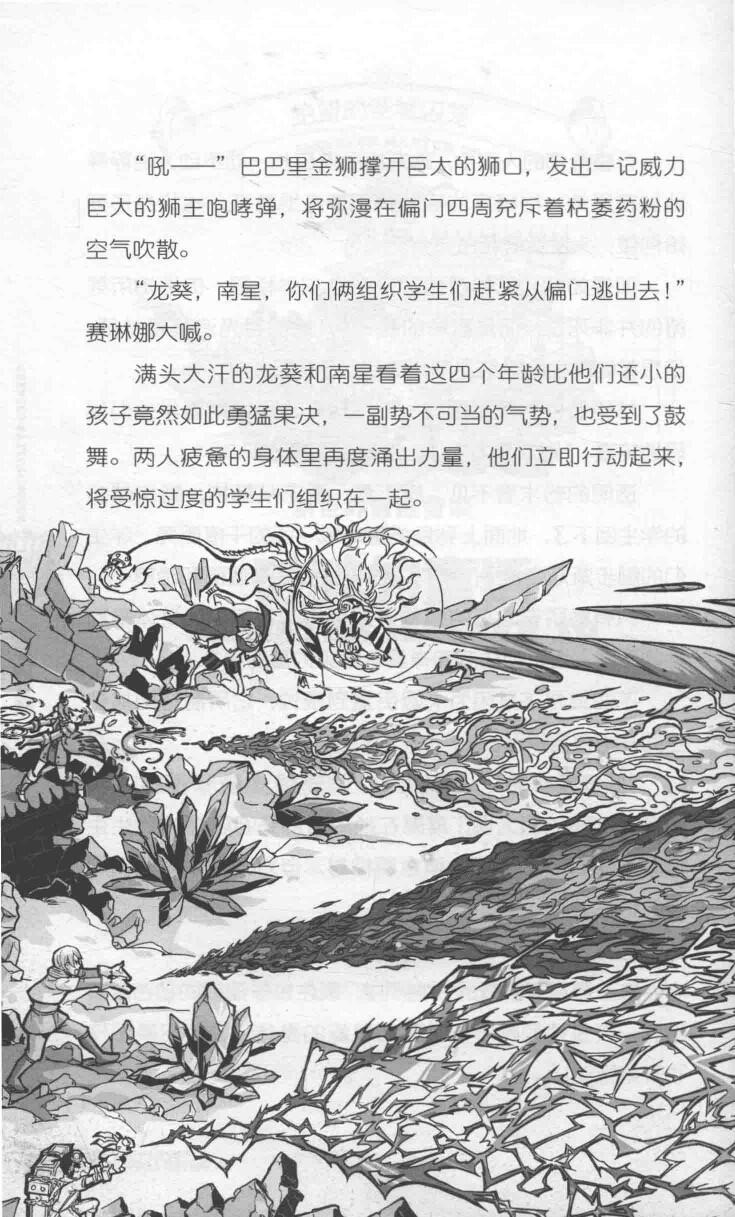 “吼——”巴巴里金狮撑开巨大的狮口，发出一记威力
巨大的狮王咆哮弹，将弥漫在偏门四周充斥着枯萎药粉的
空气吹散。
“龙葵，南星，你们俩组织学生们赶紧从偏门逃出去！”
赛琳娜大喊。
满头大汗的龙葵和南星看着这四个年龄比他们还小的
孩子竟然如此勇猛果决，一副势不可当的气势，也受到了鼓
舞。两人疲惫的身体里再度涌出力量，他们立即行动起来，
将受惊过度的学生们组织在一起。